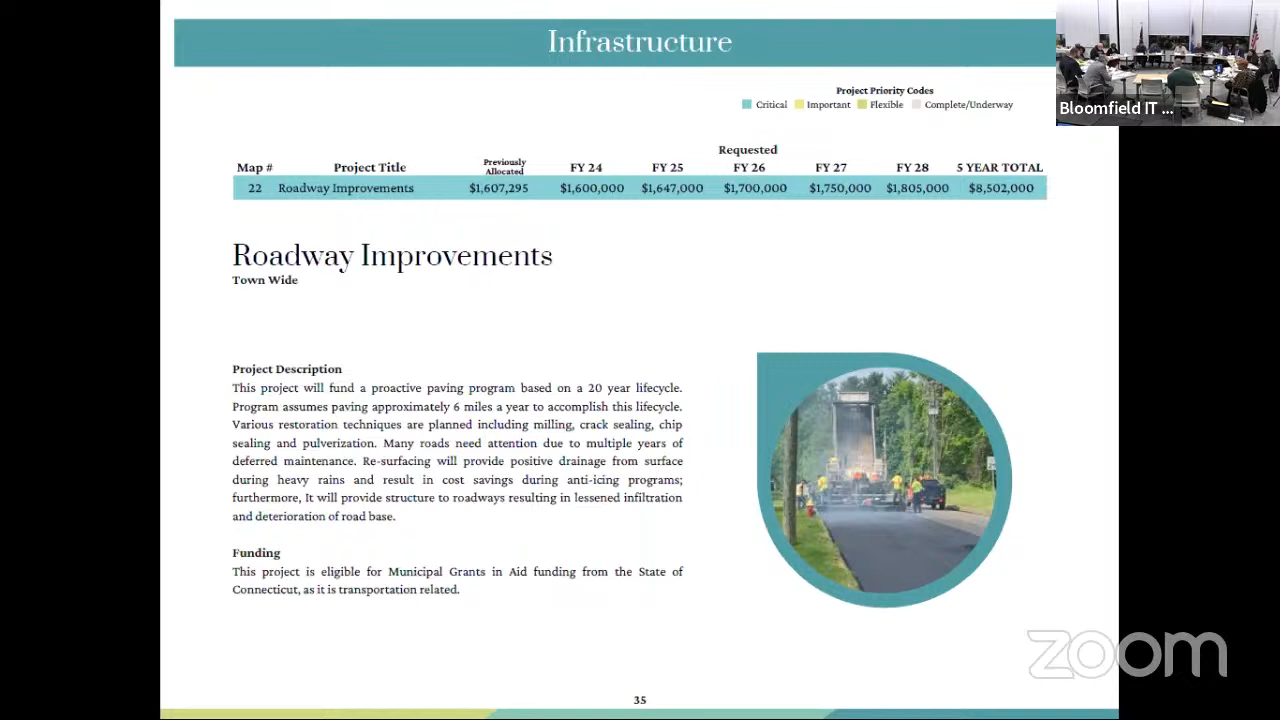 Infrastructure
Bloomfield IT ...
Project Priority Codes
Critical Important Flexible Complete/Underway
Requested
Map # Project Title Previously Allocated FY 24 FY 25 FY 26 FY 27 FY 28 5 YEAR TOTAL
22 Roadway Improvements $1,607,295 $1,600,000 $1,647,000 $1,700,000 $1,750,000 $1,805,000 $8,502,000
Roadway Improvements
Town Wide
Project Description
This project will fund a proactive paving program based on a 20 year lifecycle.
Program assumes paving approximately 6 miles a year to accomplish this lifecycle.
Various restoration techniques are planned including milling, crack sealing, chip
sealing and pulverization. Many roads need attention due to multiple years of
deferred maintenance. Re-surfacing will provide positive drainage from surface
during heavy rains and result in cost savings during anti-icing programs;
furthermore, It will provide structure to roadways resulting in lessened infiltration
and deterioration of road base.
Funding
This project is eligible for Municipal Grants in Aid funding from the State of
Connecticut, as it is transportation related.
zoom
35